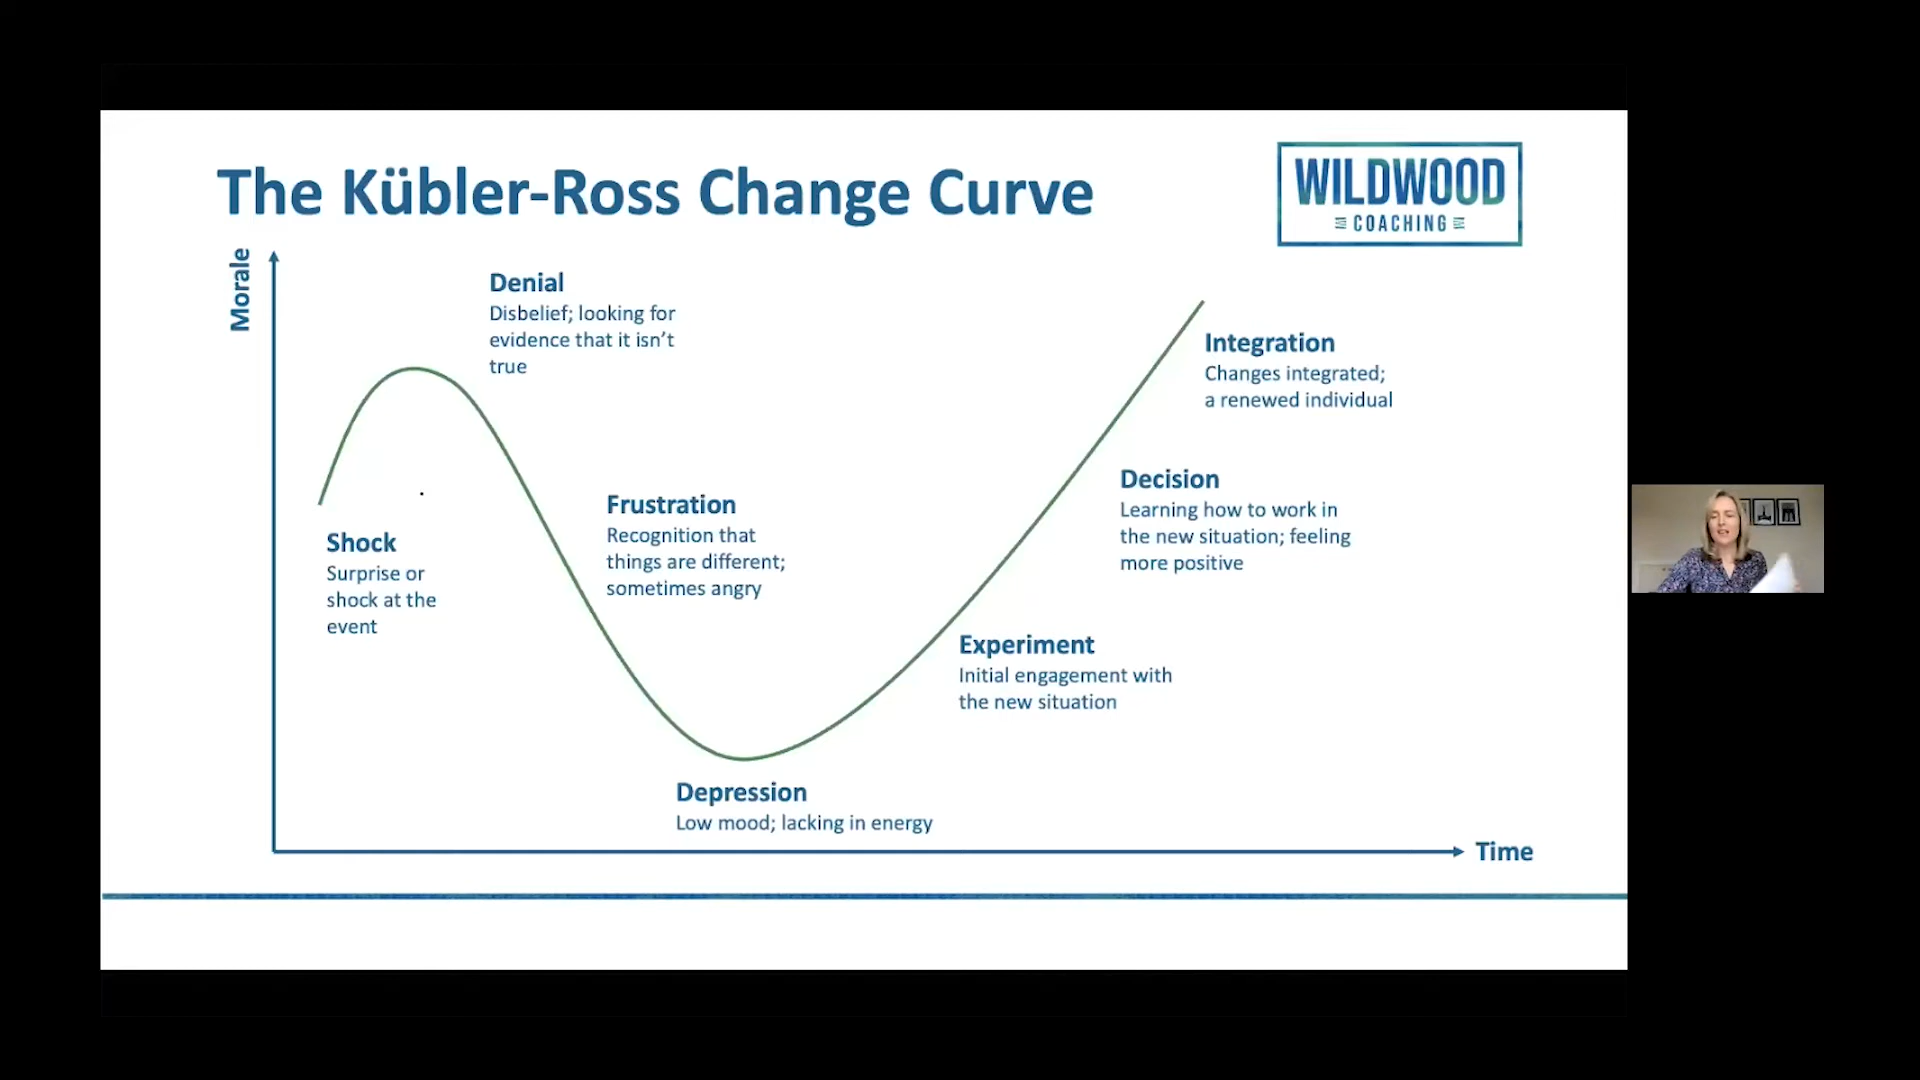 The Kübler-Ross Change Curve
WILDWOOD
COACHING
Morale
Denial
Disbelief; looking for
evidence that it isn’t
true
Integration
Changes integrated;
a renewed individual
Decision
Learning how to work in
the new situation; feeling
more positive
Frustration
Recognition that
things are different;
sometimes angry
Shock
Surprise or
shock at the
event
Experiment
Initial engagement with
the new situation
Depression
Low mood; lacking in energy
Time